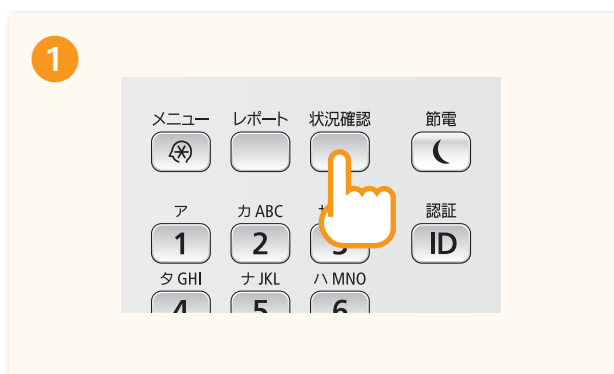 1
メニュー レポート 状況確認 節電
ア カ ABC 認証
1 2 ID
タ GHI ナ JKL ハ MNO
4 5 6